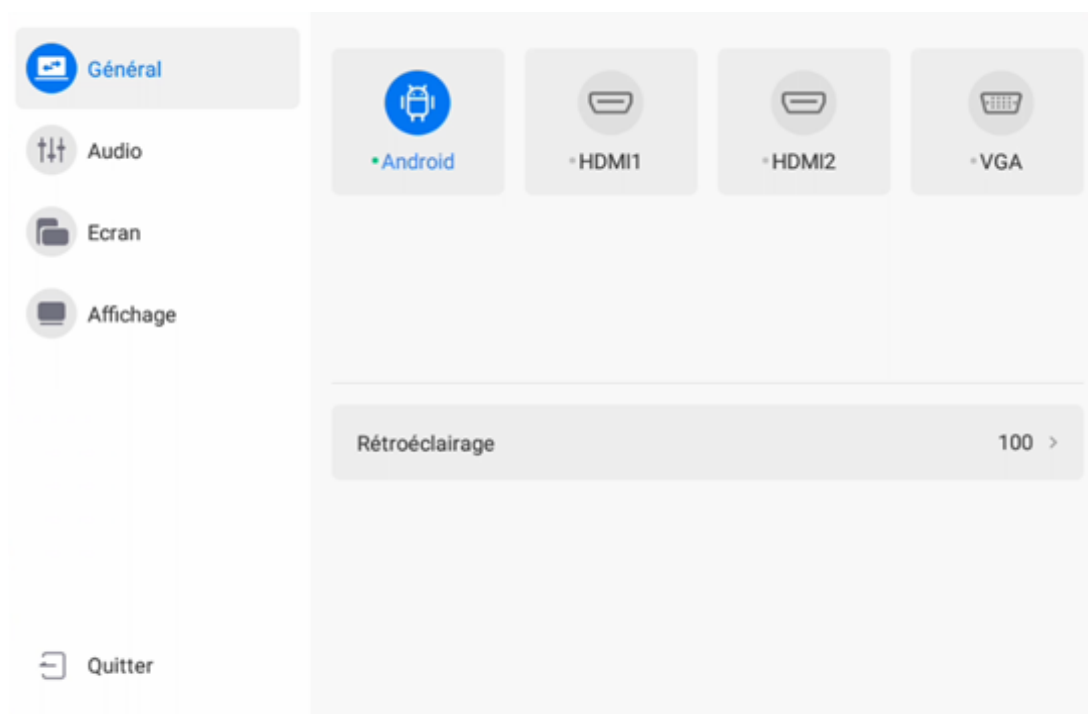 Général
Audio
Ecran
Affichage
Quitter
Android
HDMI1
HDMI2
VGA
Rétroéclairage 100